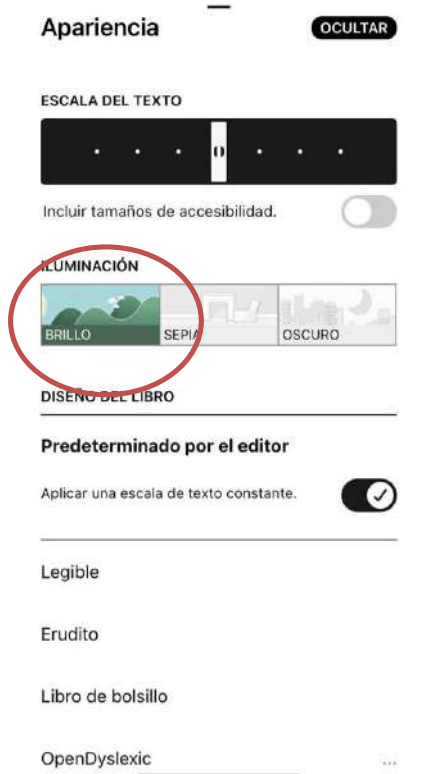 Apariencia
OCULTAR
ESCALA DEL TEXTO
Incluir tamaños de accesibilidad.
ILUMINACIÓN
BRILLO SEPIA OSCURO
DISEÑO DEL LIBRO
Predeterminado por el editor
Aplicar una escala de texto constante.
Legible
Erudito
Libro de bolsillo
OpenDyslexic ...